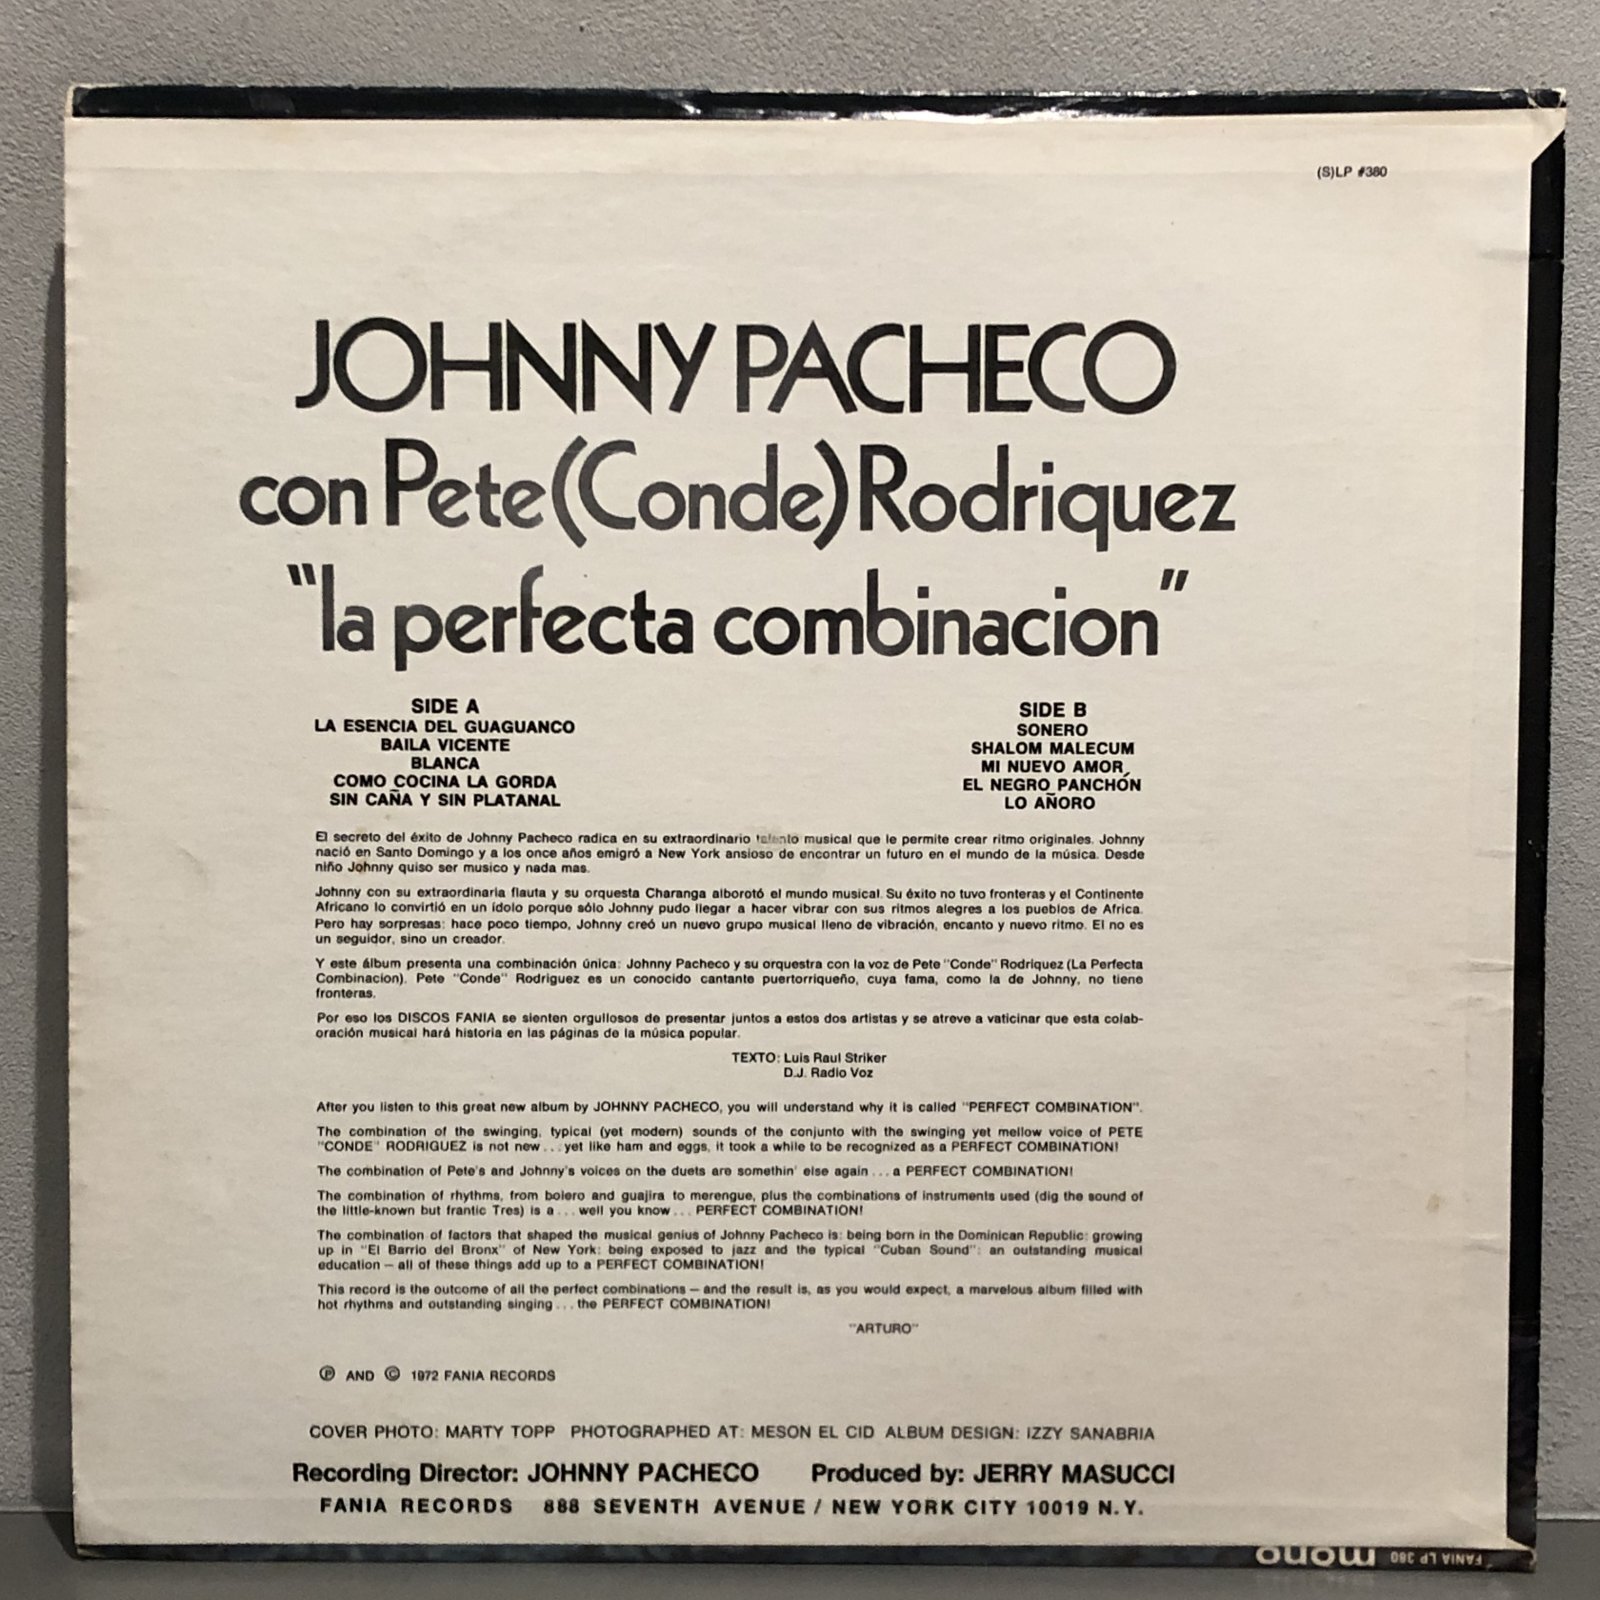 (S)LP #380
JOHNNY PACHECO
con Pete (Conde) Rodriquez
"la perfecta combinacion"
SIDE A
LA ESENCIA DEL GUAGUANCO
BAILA VICENTE
BLANCA
COMO COCINA LA GORDA
SIN CAÑA Y SIN PLATANAL
SIDE B
SONERO
SHALOM MALECUM
MI NUEVO AMOR
EL NEGRO PANCHÓN
LO AÑORO
El secreto del éxito de Johnny Pacheco radica en su extraordinario talento musical que le permite crear ritmo originales. Johnny
nació en Santo Domingo y a los once años emigró a New York ansioso de encontrar un futuro en el mundo de la música. Desde
niño Johnny quiso ser musico y nada mas.
Johnny con su extraordinaria flauta y su orquesta Charanga alborotó el mundo musical. Su éxito no tuvo fronteras y el Continente
Africano lo convirtió en un ídolo porque sólo Johnny pudo llegar a hacer vibrar con sus ritmos alegres a los pueblos de Africa.
Pero hay sorpresas: hace poco tiempo, Johnny creó un nuevo grupo musical lleno de vibración, encanto y nuevo ritmo. El no es
un seguidor, sino un creador.
Y este álbum presenta una combinación única: Johnny Pacheco y su orquestra con la voz de Pete "Conde" Rodriquez (La Perfecta
Combinacion). Pete "Conde" Rodriguez es un conocido cantante puertorriqueño, cuya fama, como la de Johnny, no tiene
fronteras.
Por eso los DISCOS FANIA se sienten orgullosos de presentar juntos a estos dos artistas y se atreve a vaticinar que esta colab-
oración musical hará historia en las páginas de la música popular.
TEXTO: Luis Raul Striker
D.J. Radio Voz
After you listen to this great new album by JOHNNY PACHECO, you will understand why it is called "PERFECT COMBINATION".
The combination of the swinging, typical (yet modern) sounds of the conjunto with the swinging yet mellow voice of PETE
"CONDE" RODRIGUEZ is not new...yet like ham and eggs, it took a while to be recognized as a PERFECT COMBINATION!
The combination of Pete's and Johnny's voices on the duets are somethin' else again...a PERFECT COMBINATION!
The combination of rhythms, from bolero and guajira to merengue, plus the combinations of instruments used (dig the sound of
the little-known but frantic Tres) is a...well you know...PERFECT COMBINATION!
The combination of factors that shaped the musical genius of Johnny Pacheco is: being born in the Dominican Republic: growing
up in "El Barrio del Bronx" of New York: being exposed to jazz and the typical "Cuban Sound": an outstanding musical
education – all of these things add up to a PERFECT COMBINATION!
This record is the outcome of all the perfect combinations – and the result is, as you would expect, a marvelous album filled with
hot rhythms and outstanding singing...the PERFECT COMBINATION!
"ARTURO"
Ⓟ AND © 1972 FANIA RECORDS
COVER PHOTO: MARTY TOPP PHOTOGRAPHED AT: MESON EL CID ALBUM DESIGN: IZZY SANABRIA
Recording Director: JOHNNY PACHECO Produced by: JERRY MASUCCI
FANIA RECORDS 888 SEVENTH AVENUE / NEW YORK CITY 10019 N.Y.
FANIA LP 380 mono